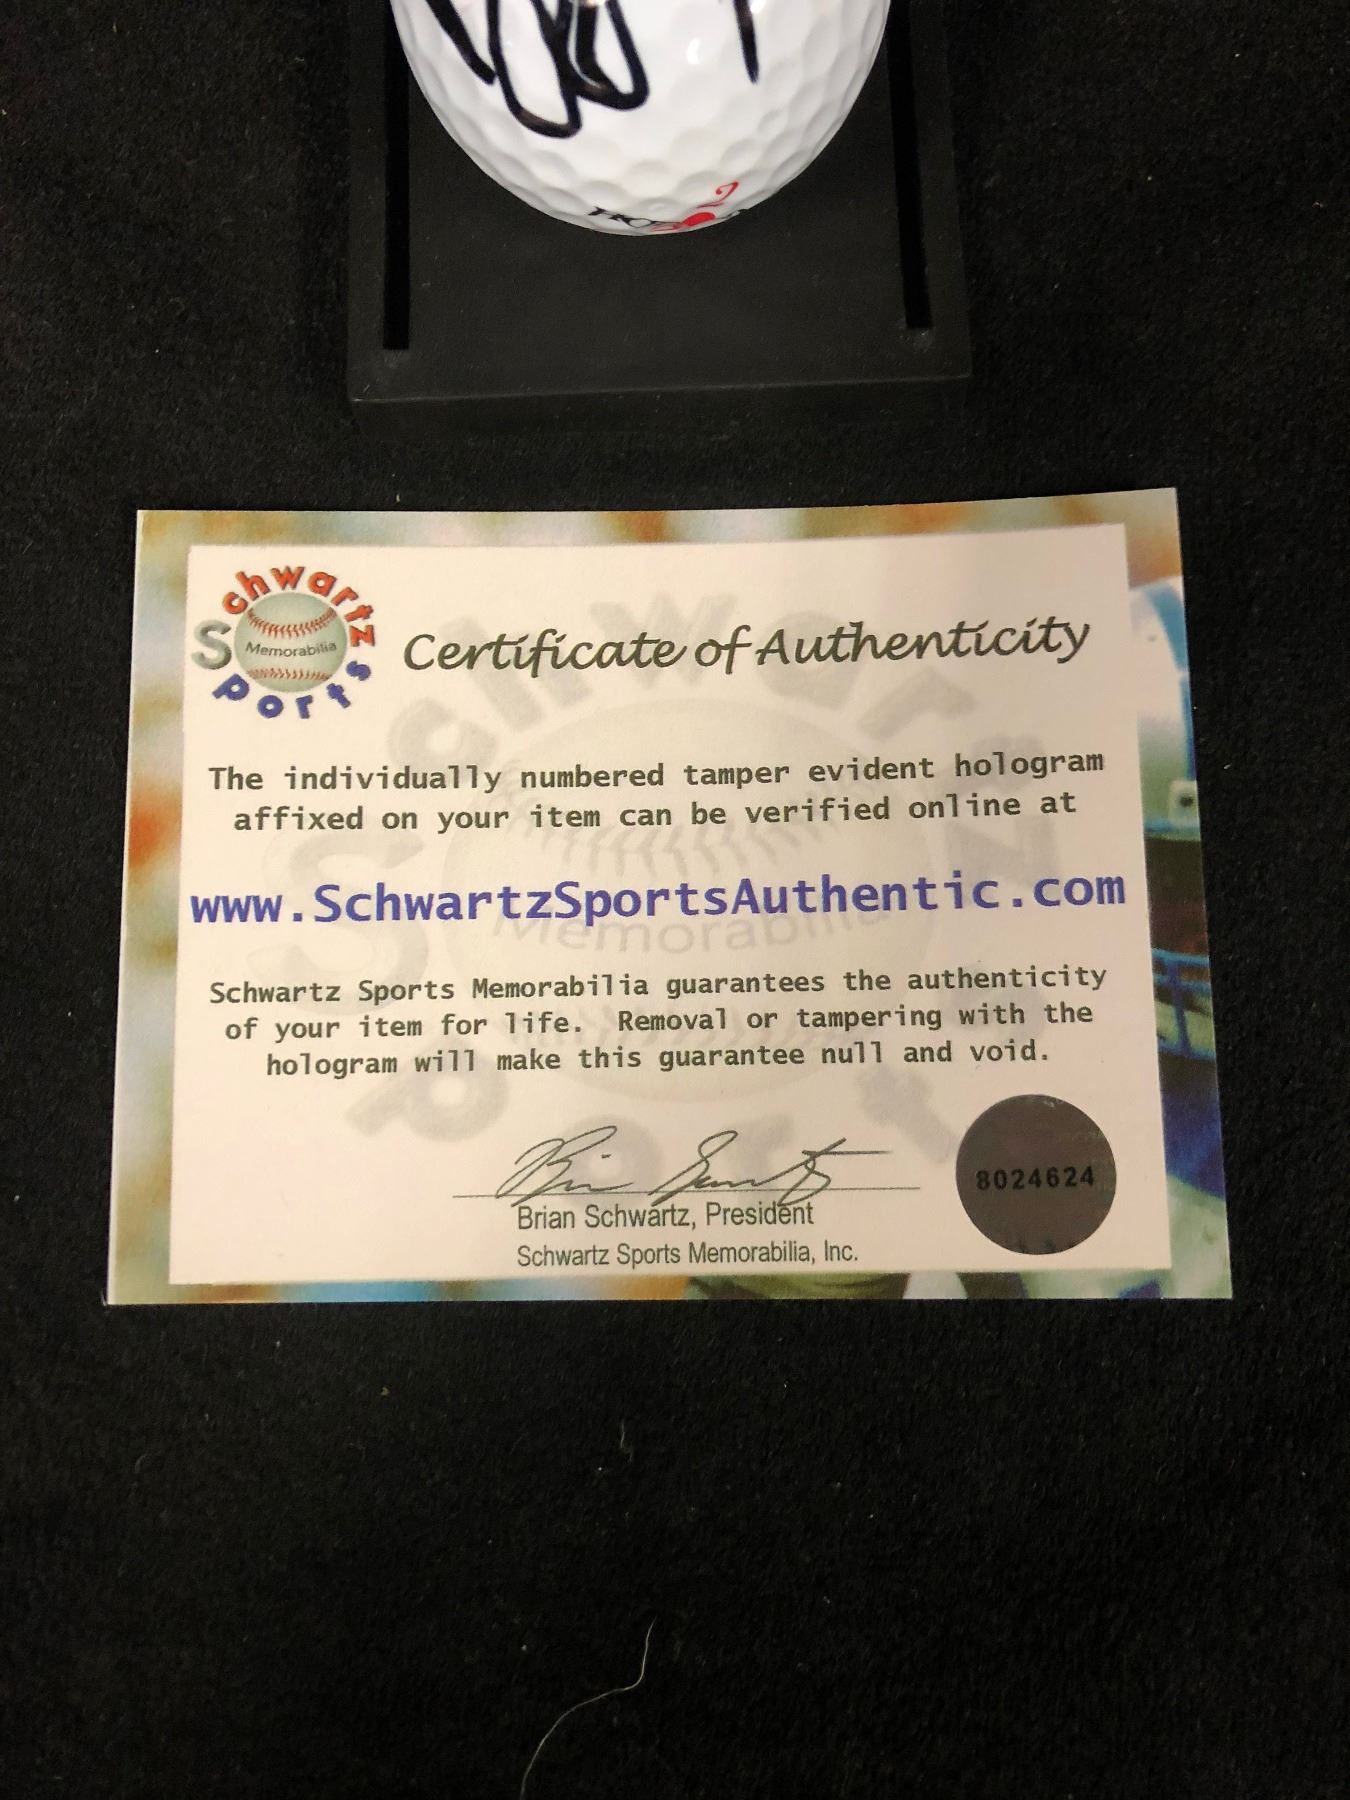 2
Schwartz
Sports
Memorabilia
Certificate of Authenticity
The individually numbered tamper evident hologram
affixed on your item can be verified online at
www.SchwartzSportsAuthentic.com
Schwartz Sports Memorabilia guarantees the authenticity
of your item for life. Removal or tampering with the
hologram will make this guarantee null and void.
Brian Schwartz, President
Schwartz Sports Memorabilia, Inc.
8024624